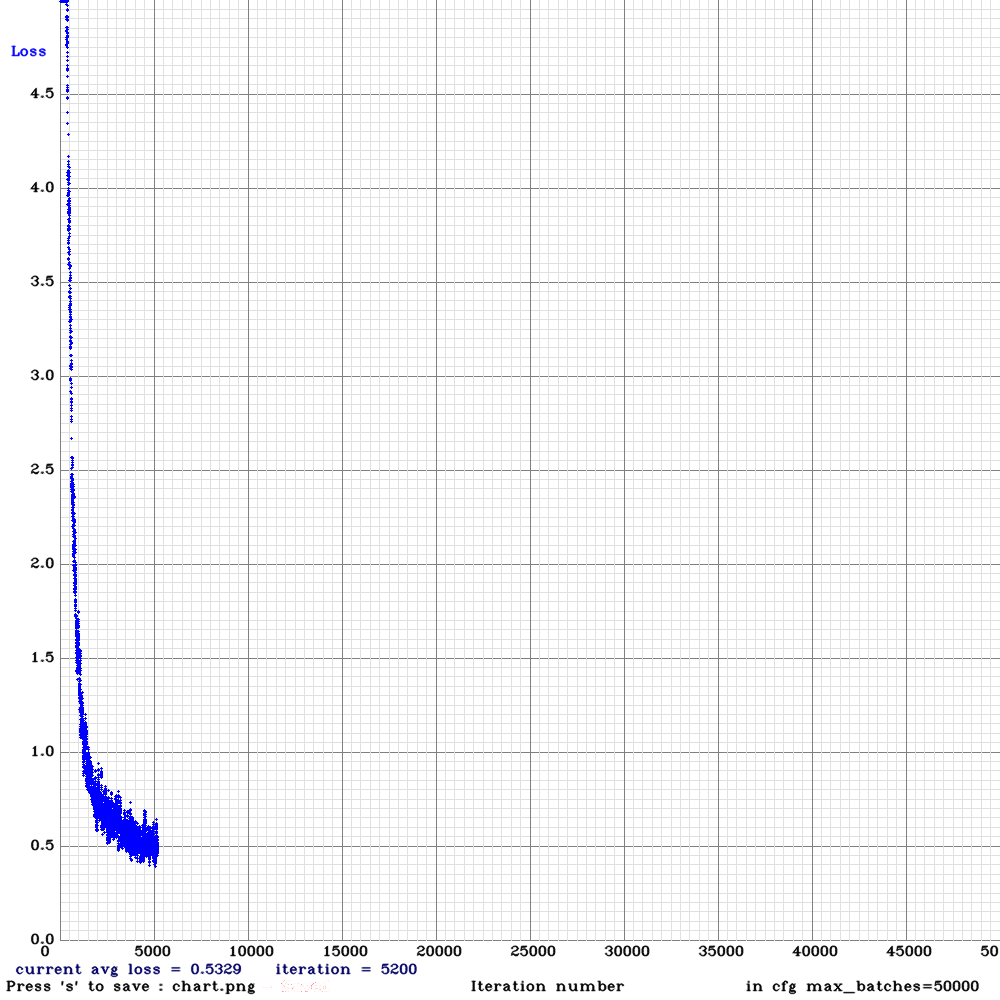 Loss
4.5
4.0
3.5
3.0
2.5
2.0
1.5
1.0
0.5
0.0
0 5000 10000 15000 20000 25000 30000 35000 40000 45000 50
current avg loss = 0.5329 iteration = 5200
Press 's' to save : chart.png Iteration number in cfg max_batches=50000